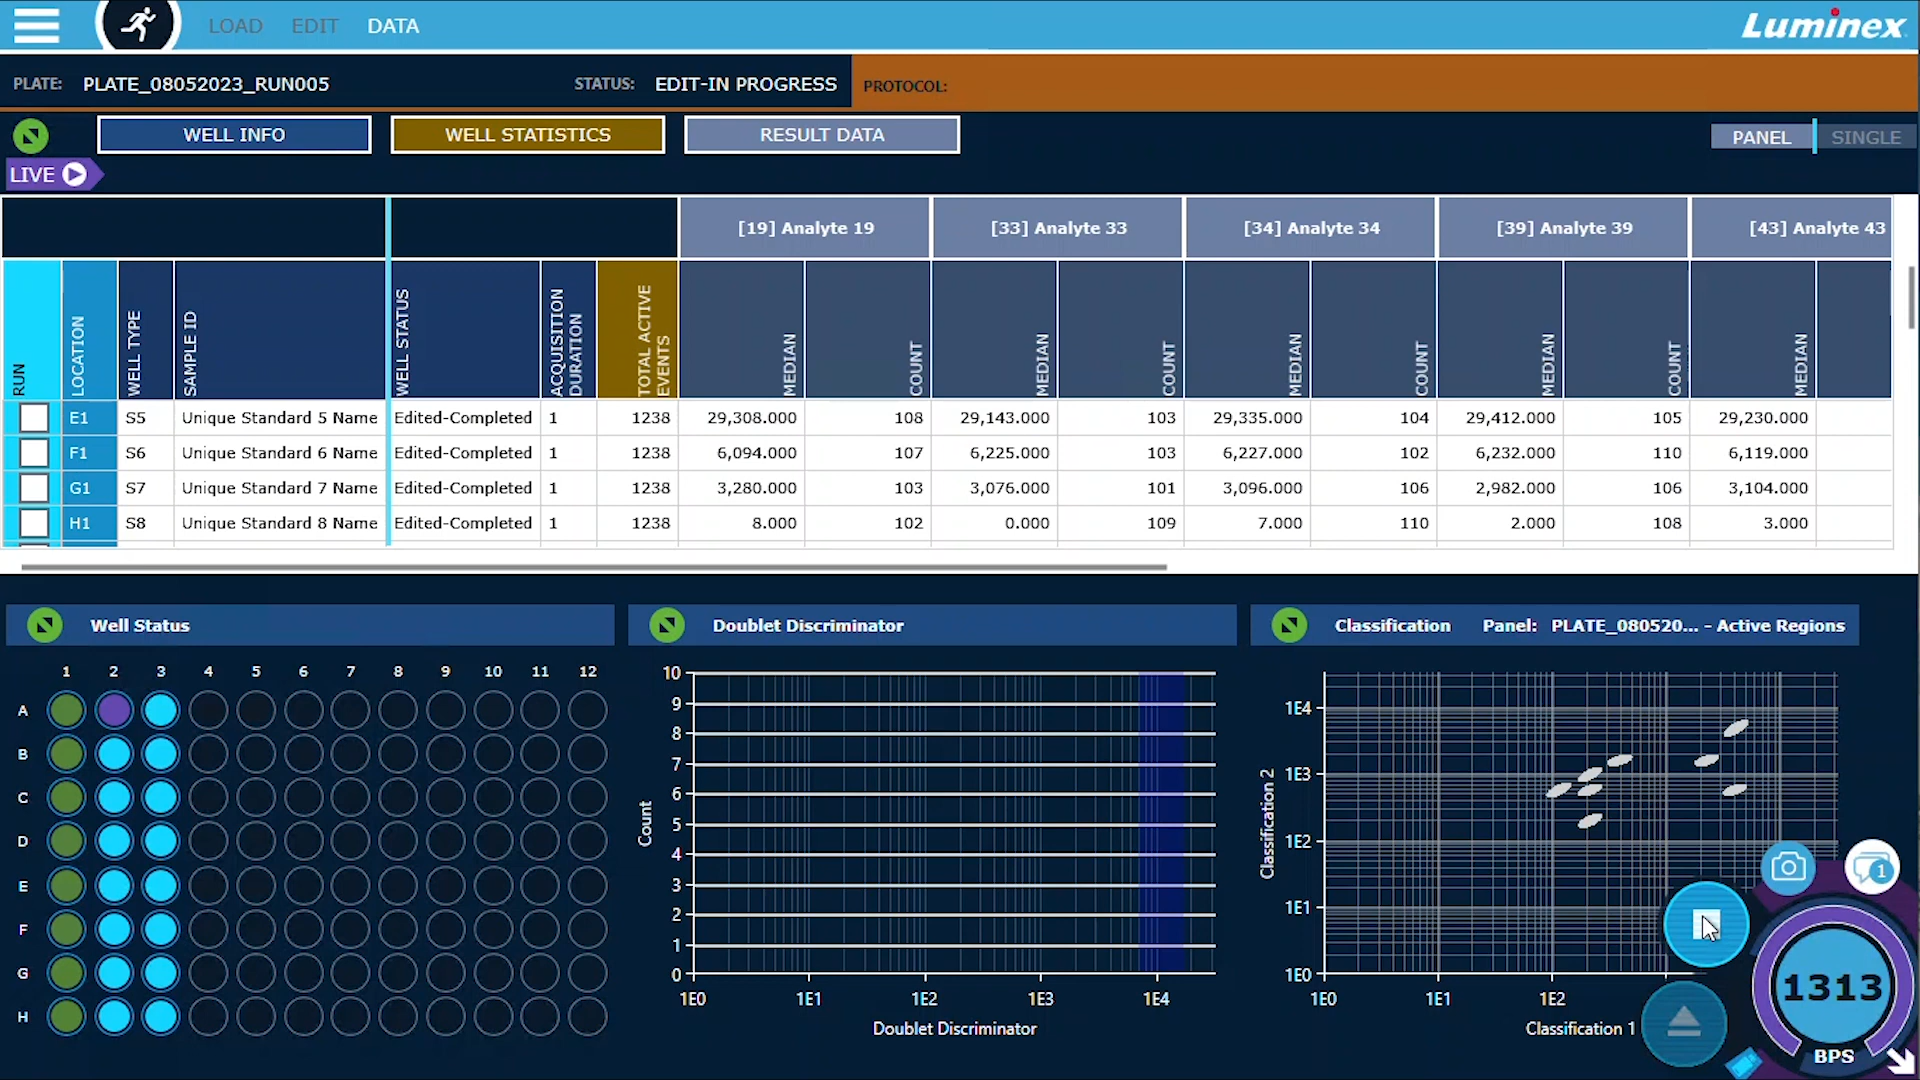 LOAD EDIT DATA Luminex
PLATE: PLATE_08052023_RUN005 STATUS: EDIT-IN PROGRESS PROTOCOL:
WELL INFO WELL STATISTICS RESULT DATA PANEL SINGLE
LIVE
[19] Analyte 19 [33] Analyte 33 [34] Analyte 34 [39] Analyte 39 [43] Analyte 43
RUN LOCATION WELL TYPE SAMPLE ID WELL STATUS ACQUISITION DURATION TOTAL ACTIVE EVENTS MEDIAN COUNT MEDIAN COUNT MEDIAN COUNT MEDIAN COUNT MEDIAN
E1 S5 Unique Standard 5 Name Edited-Completed 1 1238 29,308.000 108 29,143.000 103 29,335.000 104 29,412.000 105 29,230.000
F1 S6 Unique Standard 6 Name Edited-Completed 1 1238 6,094.000 107 6,225.000 103 6,227.000 102 6,232.000 110 6,119.000
G1 S7 Unique Standard 7 Name Edited-Completed 1 1238 3,280.000 103 3,076.000 101 3,096.000 106 2,982.000 106 3,104.000
H1 S8 Unique Standard 8 Name Edited-Completed 1 1238 8.000 102 0.000 109 7.000 110 2.000 108 3.000
Well Status
1 2 3 4 5 6 7 8 9 10 11 12
A
B
C
D
E
F
G
H
Doublet Discriminator
10
9
8
7
6
5
4
3
2
1
0
Count
1E0 1E1 1E2 1E3 1E4
Doublet Discriminator
Classification Panel: PLATE_080520... - Active Regions
1E4
1E3
1E2
1E1
1E0
Classification 2
1E0 1E1 1E2
Classification 1
1
1313
BPS